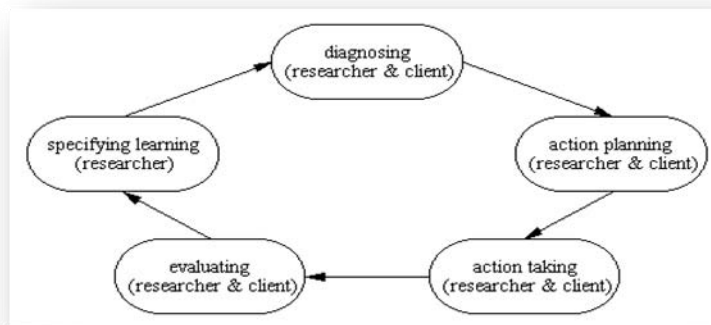 diagnosing
(researcher & client)
action planning
(researcher & client)
action taking
(researcher & client)
evaluating
(researcher & client)
specifying learning
(researcher)